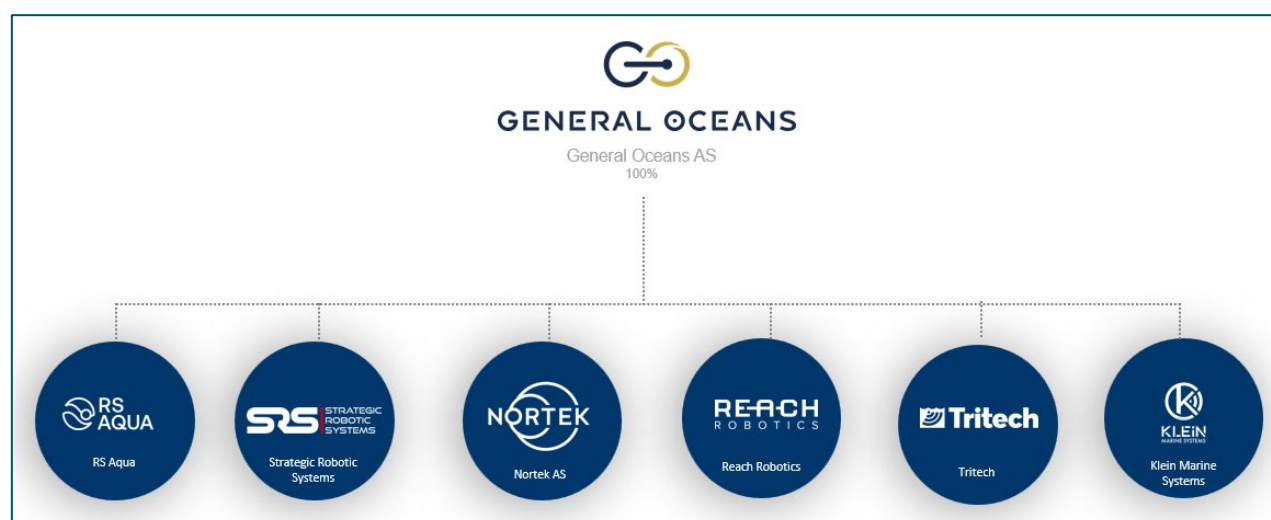 GENERAL OCEANS
General Oceans AS
100%
RS
AQUA
RS Aqua
SRS STRATEGIC
ROBOTIC
SYSTEMS
Strategic Robotic
Systems
NORTEK
Nortek AS
REACH
ROBOTICS
Reach Robotics
Tritech
Tritech
KLEIN
MARINE SYSTEMS
Klein Marine
Systems